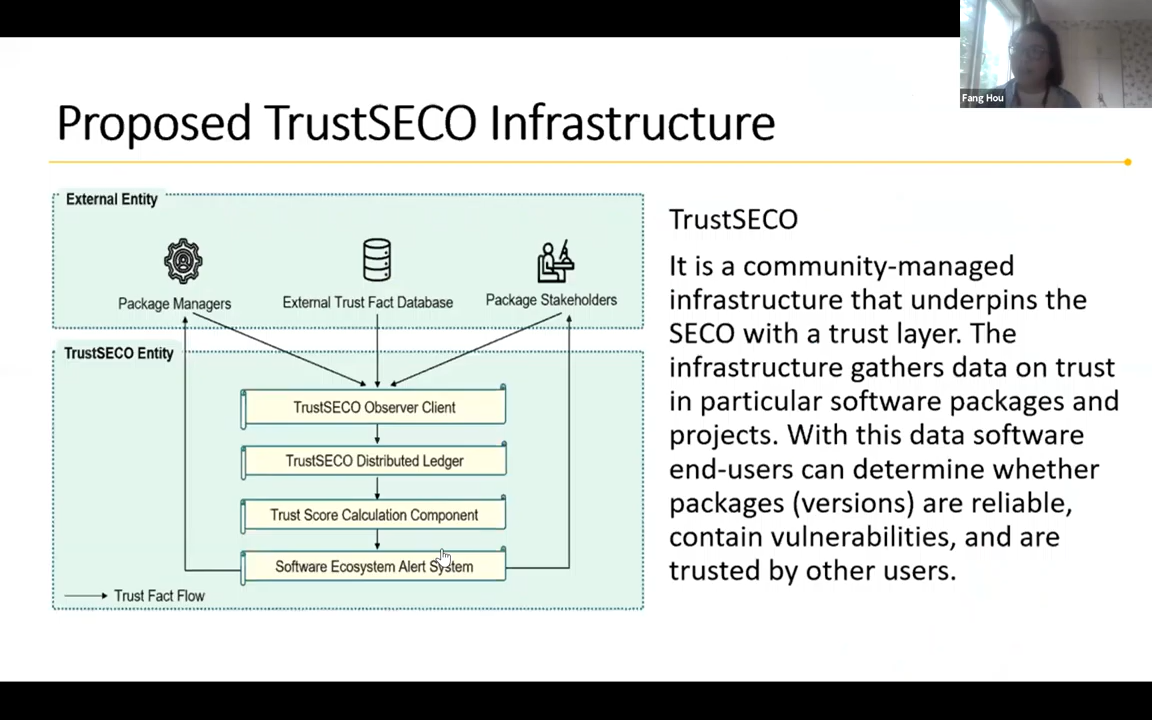 Fang Hou
Proposed TrustSECO Infrastructure
External Entity
Package Managers
External Trust Fact Database
Package Stakeholders
TrustSECO Entity
TrustSECO Observer Client
TrustSECO Distributed Ledger
Trust Score Calculation Component
Software Ecosystem Alert System
Trust Fact Flow
TrustSECO
It is a community-managed
infrastructure that underpins the
SECO with a trust layer. The
infrastructure gathers data on trust
in particular software packages and
projects. With this data software
end-users can determine whether
packages (versions) are reliable,
contain vulnerabilities, and are
trusted by other users.